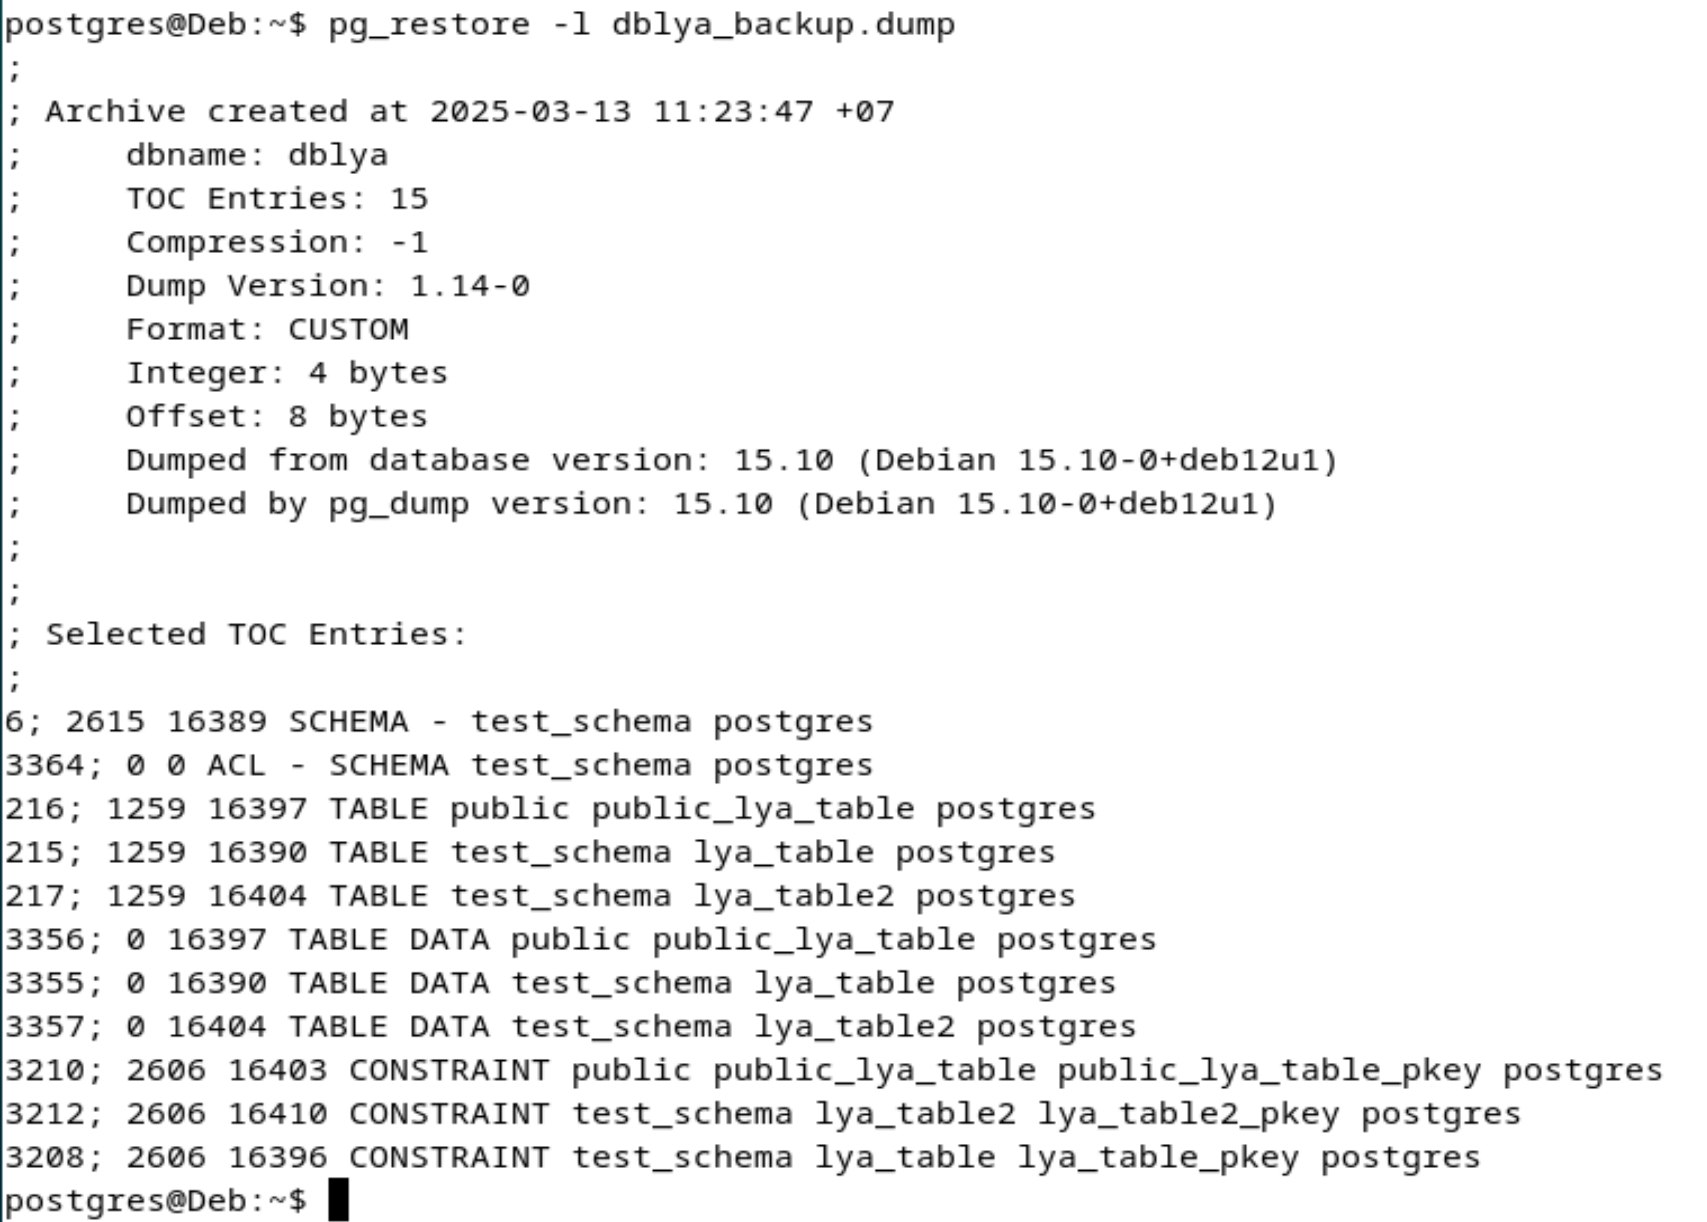 postgres@Deb:~$ pg_restore -l dblya_backup.dump
;
; Archive created at 2025-03-13 11:23:47 +07
;     dbname: dblya
;     TOC Entries: 15
;     Compression: -1
;     Dump Version: 1.14-0
;     Format: CUSTOM
;     Integer: 4 bytes
;     Offset: 8 bytes
;     Dumped from database version: 15.10 (Debian 15.10-0+deb12u1)
;     Dumped by pg_dump version: 15.10 (Debian 15.10-0+deb12u1)
;
;
; Selected TOC Entries:
;
6; 2615 16389 SCHEMA - test_schema postgres
3364; 0 0 ACL - SCHEMA test_schema postgres
216; 1259 16397 TABLE public public_lya_table postgres
215; 1259 16390 TABLE test_schema lya_table postgres
217; 1259 16404 TABLE test_schema lya_table2 postgres
3356; 0 16397 TABLE DATA public public_lya_table postgres
3355; 0 16390 TABLE DATA test_schema lya_table postgres
3357; 0 16404 TABLE DATA test_schema lya_table2 postgres
3210; 2606 16403 CONSTRAINT public public_lya_table public_lya_table_pkey postgres
3212; 2606 16410 CONSTRAINT test_schema lya_table2 lya_table2_pkey postgres
3208; 2606 16396 CONSTRAINT test_schema lya_table lya_table_pkey postgres
postgres@Deb:~$